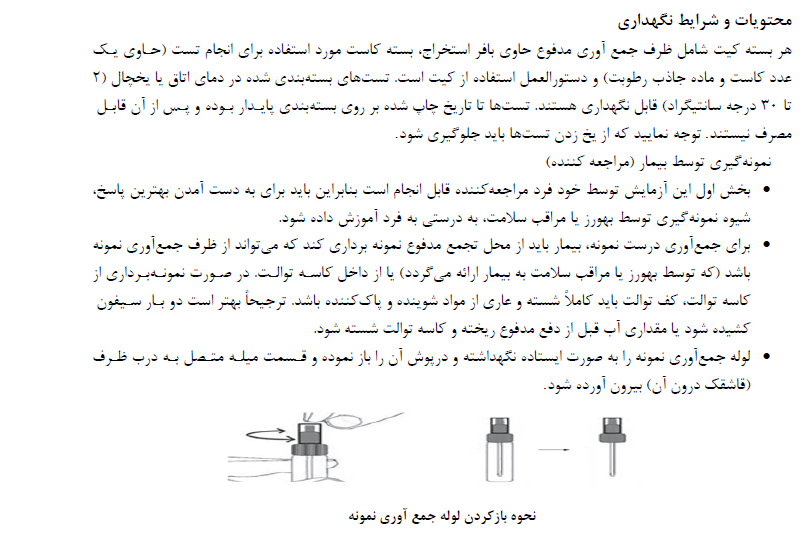 محتویات و شرایط نگهداری
هر بسته کیت شامل ظرف جمع آوری مدفوع حاوی بافر استخراج، بسته کاست مورد استفاده برای انجام تست (حاوی یک
عدد کاست و ماده جاذب رطوبت) و دستورالعمل استفاده از کیت است. تست‌های بسته‌بندی شده در دمای اتاق یا یخچال (۲
تا ۳۰ درجه سانتیگراد) قابل نگهداری هستند. تست‌ها تا تاریخ چاپ شده بر روی بسته‌بندی پایدار بوده و پس از آن قابل
مصرف نیستند. توجه نمایید که از یخ زدن تست‌ها باید جلوگیری شود.
نمونه‌گیری توسط بیمار (مراجعه کننده)
• بخش اول این آزمایش توسط خود فرد مراجعه‌کننده قابل انجام است بنابراین باید برای به دست آمدن بهترین پاسخ،
شیوه نمونه‌گیری توسط بهورز یا مراقب سلامت، به درستی به فرد آموزش داده شود.
• برای جمع‌آوری درست نمونه، بیمار باید از محل تجمع مدفوع نمونه برداری کند که می‌تواند از ظرف جمع‌آوری نمونه
باشد (که توسط بهورز یا مراقب سلامت به بیمار ارائه می‌گردد) یا از داخل کاسه توالت. در صورت نمونه‌برداری از
کاسه توالت، کف توالت باید کاملاً شسته و عاری از مواد شوینده و پاک‌کننده باشد. ترجیحاً بهتر است دو بار سیفون
کشیده شود یا مقداری آب قبل از دفع مدفوع ریخته و کاسه توالت شسته شود.
• لوله جمع‌آوری نمونه را به صورت ایستاده نگهداشته و درپوش آن را باز نموده و قسمت میله متصل به درب ظرف
(قاشقک درون آن) بیرون آورده شود.
نحوه بازکردن لوله جمع آوری نمونه